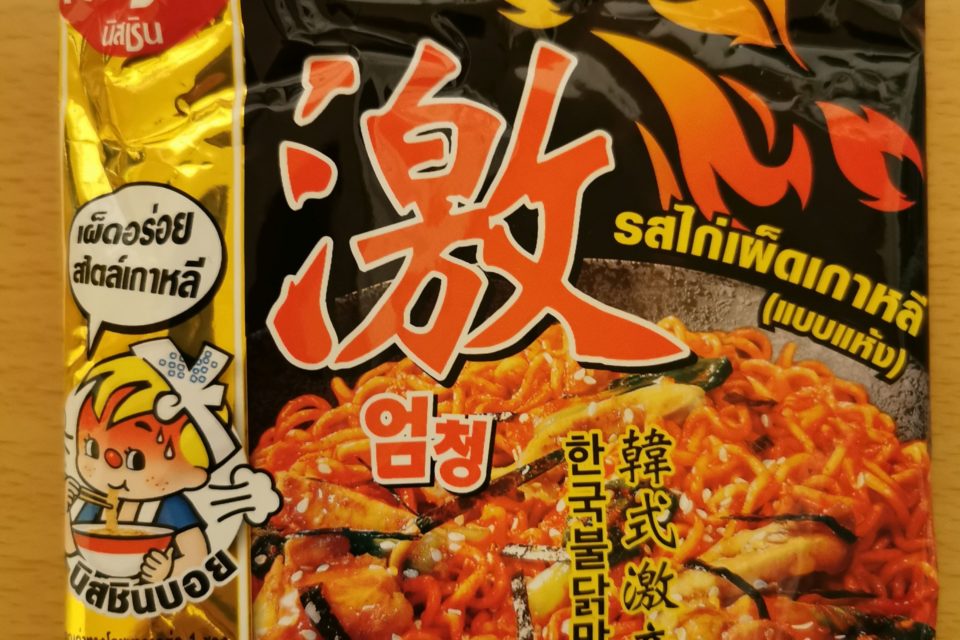 นิสชิน
激
เผ็ดอร่อย
สไตล์เกาหลี
รสไก่เผ็ดเกาหลี
(แบบแห้ง)
엄청
韓式激
한국불닭맛
นิสชินบอย